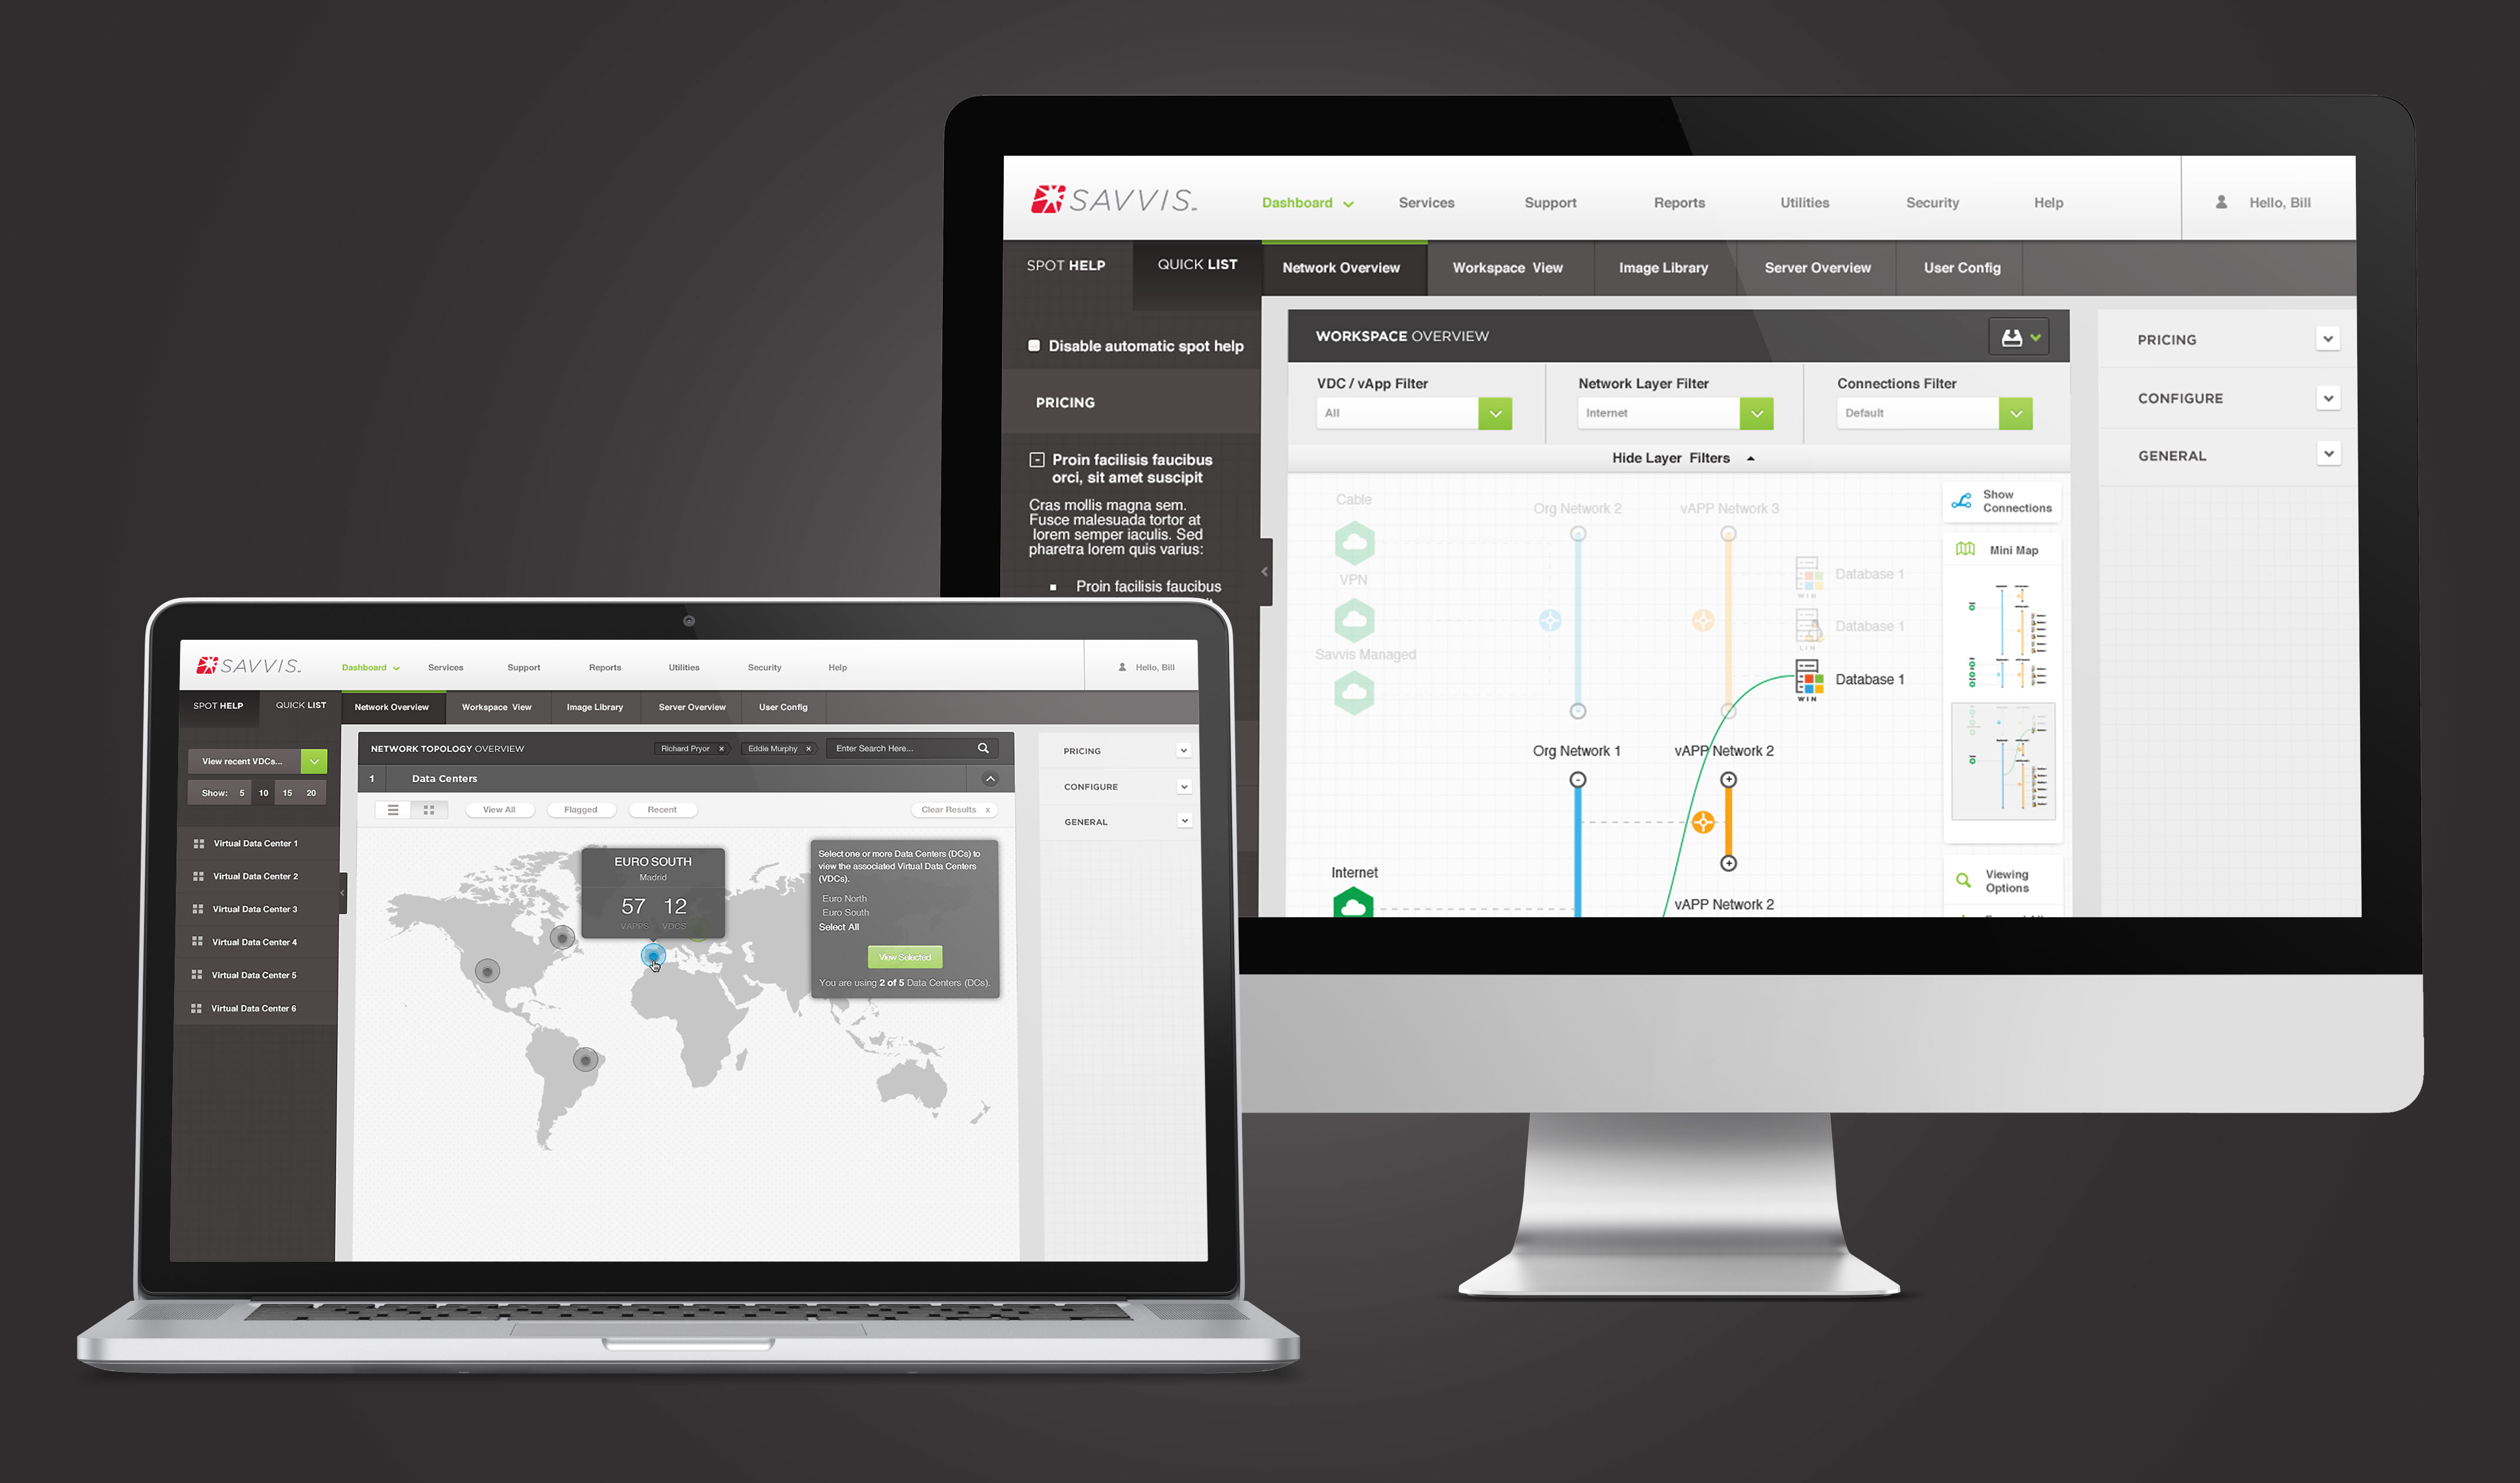 SAVVIS
Dashboard
Services
Support
Reports
Utilities
Security
Help
Hello, Bill
SPOT HELP
QUICK LIST
Network Overview
Workspace View
Image Library
Server Overview
User Config
Disable automatic spot help
PRICING
Proin facilisis faucibus
orci, sit amet suscipit
Cras mollis magna sem.
Fusce malesuada tortor at
lorem semper iaculis. Sed
pharetra lorem quis varius:
Proin facilisis faucibus
WORKSPACE OVERVIEW
VDC / vApp Filter
All
Network Layer Filter
Internet
Connections Filter
Default
Hide Layer Filters
Cable
VPN
Savvis Managed
Internet
Org Network 2
vAPP Network 3
Database 1
WIN
Database 1
LIN
Database 1
WIN
Org Network 1
vAPP Network 2
vAPP Network 2
Show
Connections
Mini Map
Viewing
Options
PRICING
CONFIGURE
GENERAL
SAVVIS
Dashboard
Services
Support
Reports
Utilities
Security
Help
Hello, Bill
SPOT HELP
QUICK LIST
Network Overview
Workspace View
Image Library
Server Overview
User Config
View recent VDCs...
Show: 5 10 15 20
Virtual Data Center 1
Virtual Data Center 2
Virtual Data Center 3
Virtual Data Center 4
Virtual Data Center 5
Virtual Data Center 6
NETWORK TOPOLOGY OVERVIEW
Richard Pryor x
Eddie Murphy x
Enter Search Here...
1 Data Centers
View All
Flagged
Recent
Clear Results x
EURO SOUTH
Madrid
57 12
VAPPS VDCS
Select one or more Data Centers (DCs) to
view the associated Virtual Data Centers
(VDCs).
Euro North
Euro South
Select All
View Selected
You are using 2 of 5 Data Centers (DCs).
PRICING
CONFIGURE
GENERAL